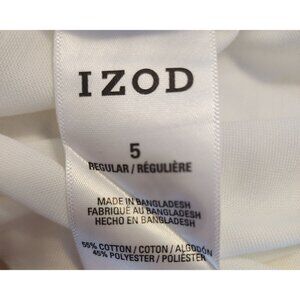 IZOD
5
REGULAR / RÉGULIÈRE
MADE IN BANGLADESH
FABRIQUÉ AU BANGLADESH
HECHO EN BANGLADESH
55% COTTON / COTON / ALGODÓN
45% POLYESTER / POLIÉSTER